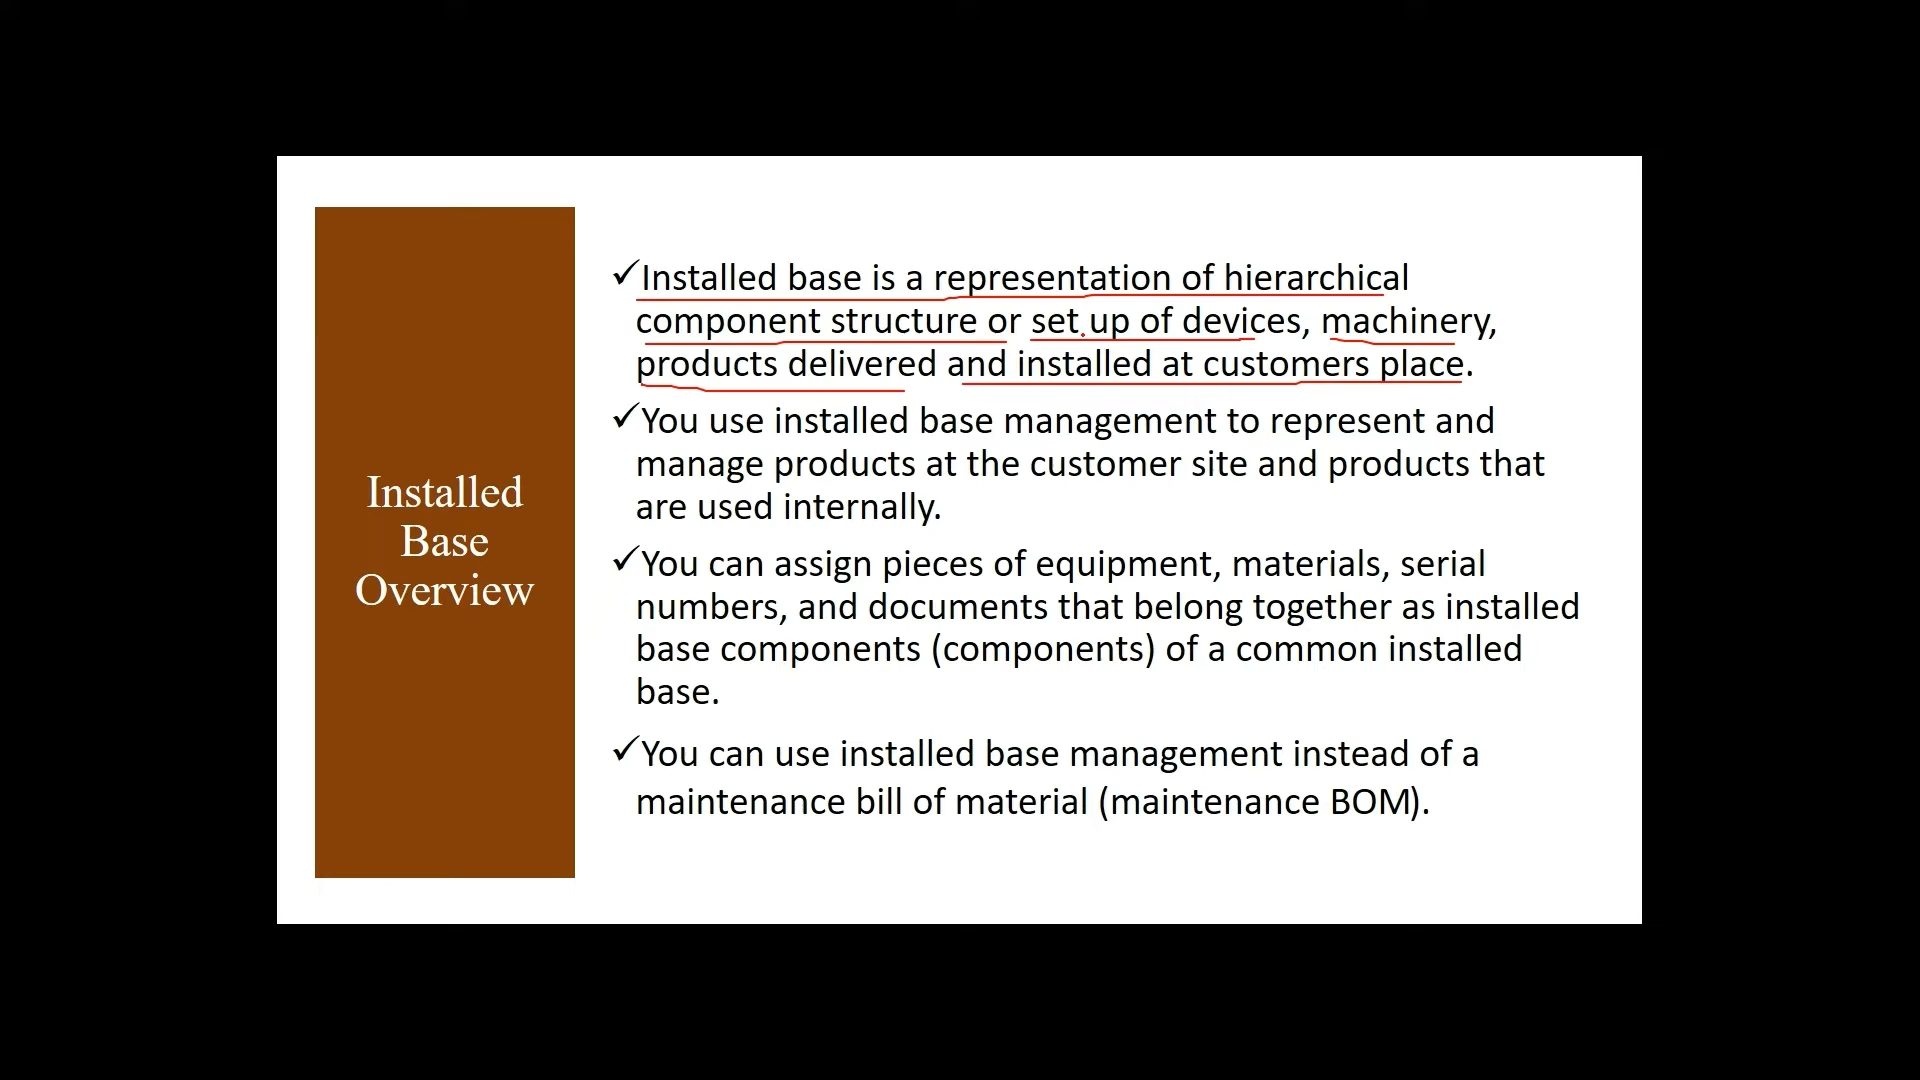 Installed
Base
Overview
✓Installed base is a representation of hierarchical
component structure or set up of devices, machinery,
products delivered and installed at customers place.
✓You use installed base management to represent and
manage products at the customer site and products that
are used internally.
✓You can assign pieces of equipment, materials, serial
numbers, and documents that belong together as installed
base components (components) of a common installed
base.
✓You can use installed base management instead of a
maintenance bill of material (maintenance BOM).